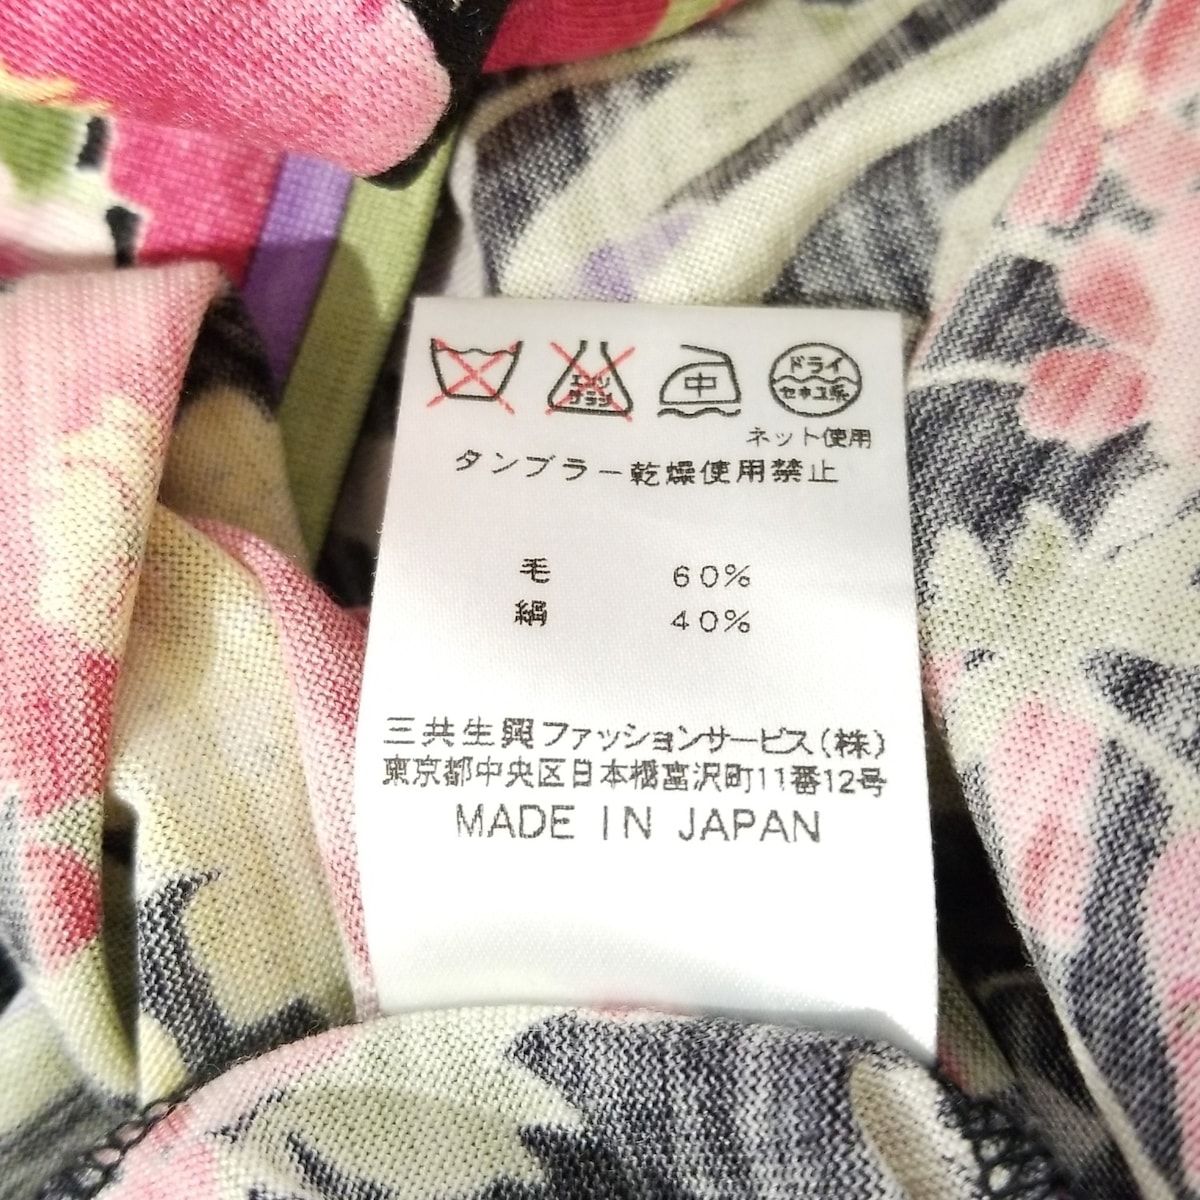 エンソ
サラシ
中
ドライ
セキユ系
ネット使用
タンブラー乾燥使用禁止
毛 60%
絹 40%
三共生興ファッションサービス(株)
東京都中央区日本橋富沢町11番12号
MADE IN JAPAN